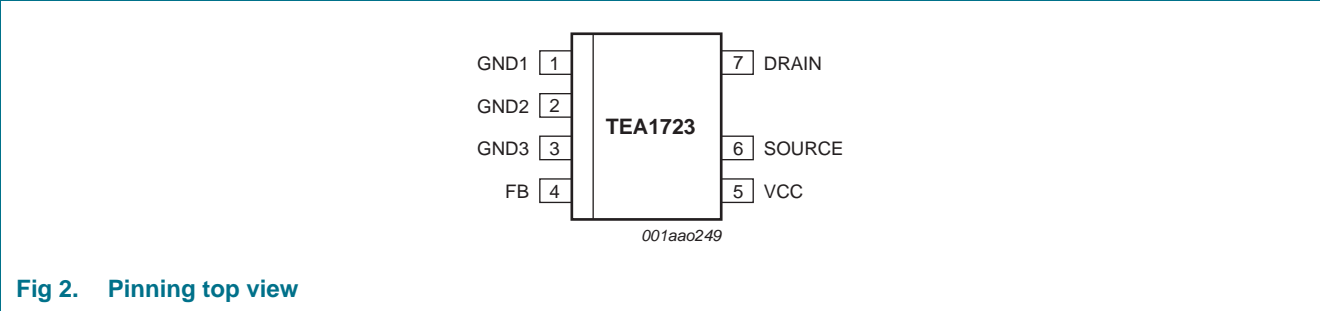 GND1 1 7 DRAIN
GND2 2
TEA1723
GND3 3 6 SOURCE
FB 4 5 VCC
001aao249
Fig 2. Pinning top view